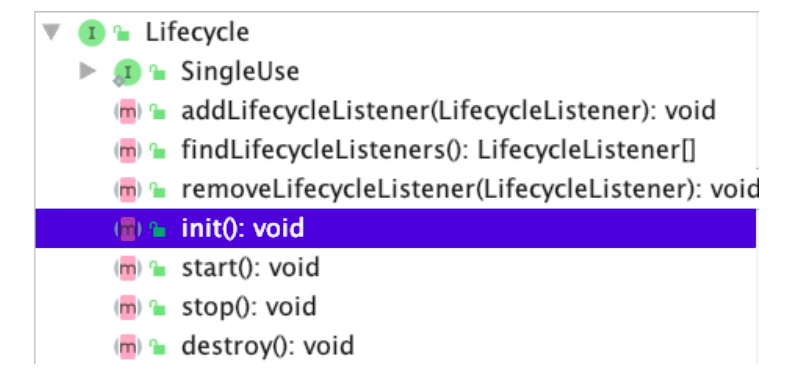 I Lifecycle
I SingleUse
m addLifecycleListener(LifecycleListener): void
m findLifecycleListeners(): LifecycleListener[]
m removeLifecycleListener(LifecycleListener): void
m init(): void
m start(): void
m stop(): void
m destroy(): void